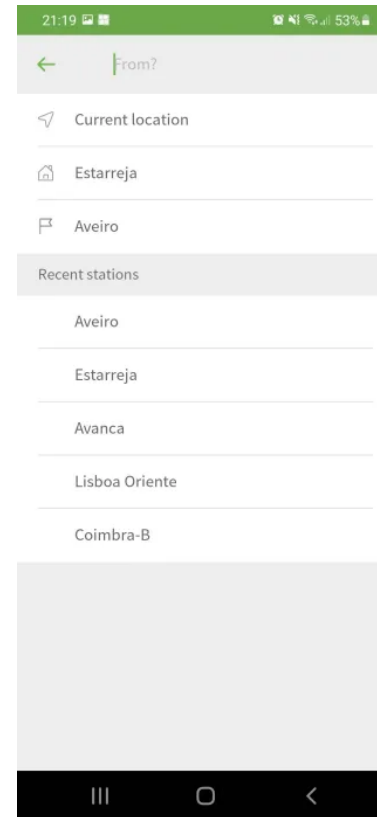 21:19 53%
From?
Current location
Estarreja
Aveiro
Recent stations
Aveiro
Estarreja
Avanca
Lisboa Oriente
Coimbra-B